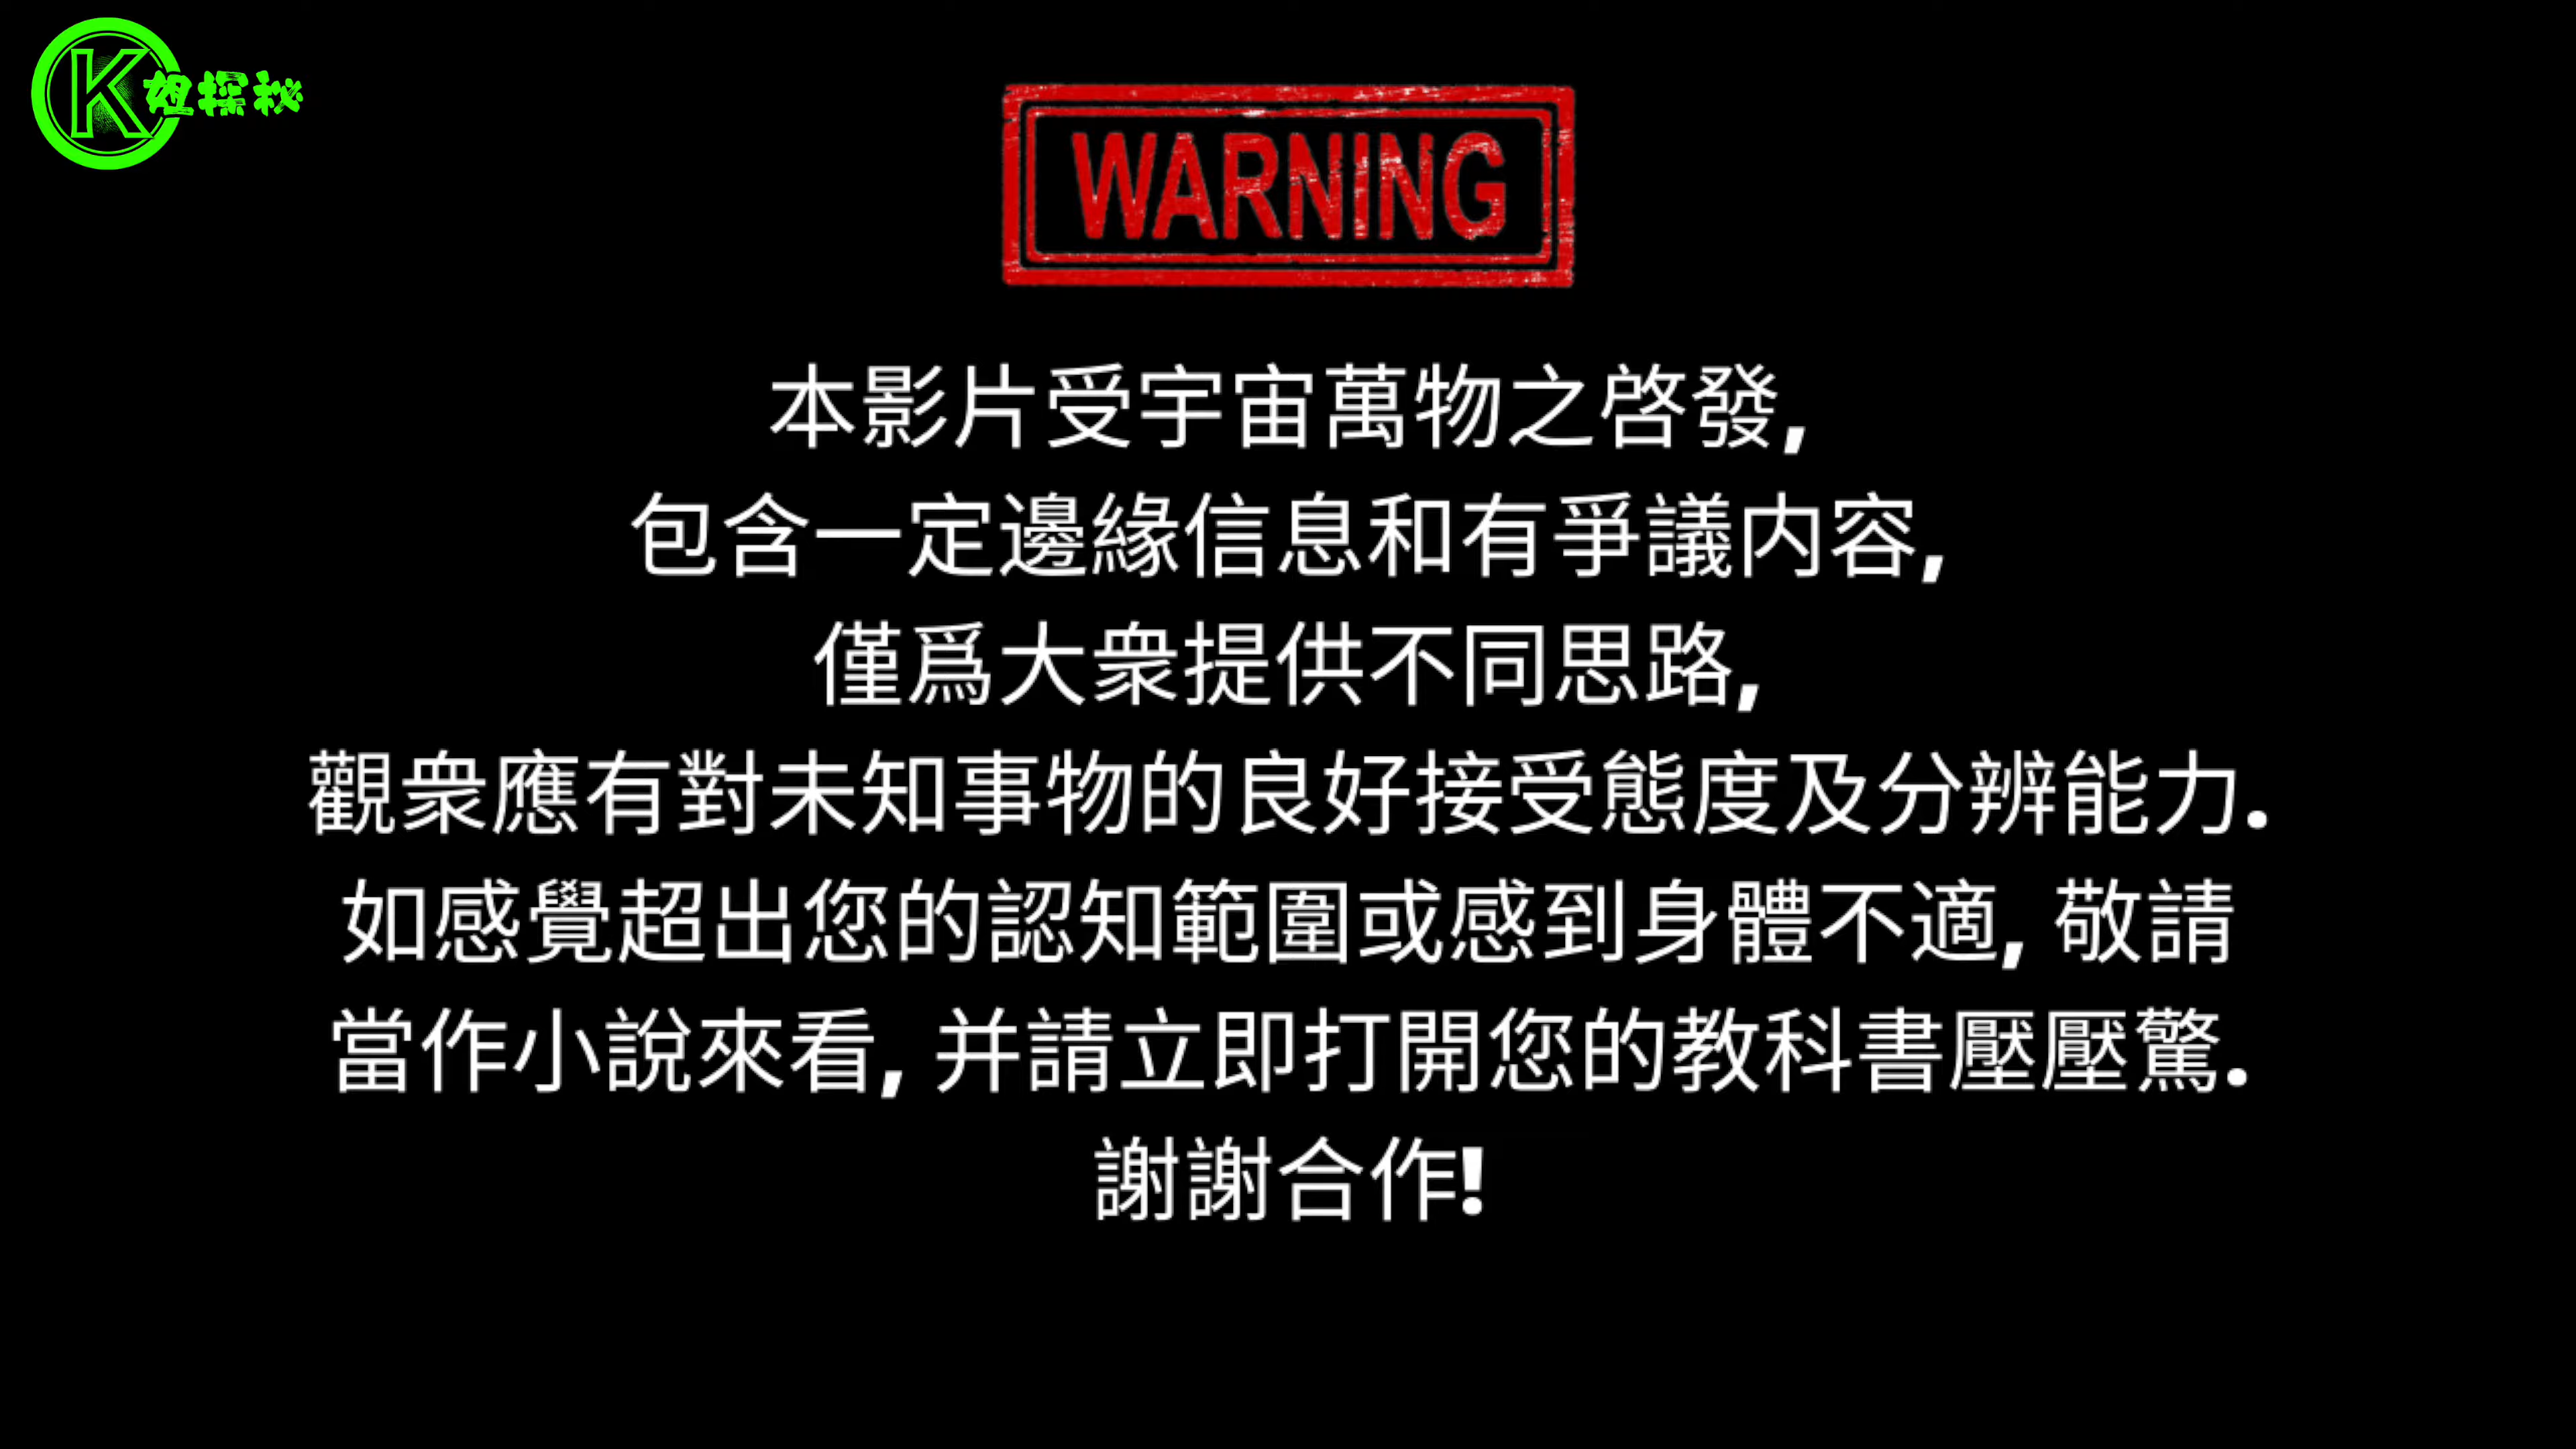 K姐探秘
WARNING
本影片受宇宙萬物之啓發,
包含一定邊緣信息和有爭議内容,
僅爲大衆提供不同思路,
觀衆應有對未知事物的良好接受態度及分辨能力.
如感覺超出您的認知範圍或感到身體不適, 敬請
當作小說來看, 并請立即打開您的教科書壓壓驚.
謝謝合作!